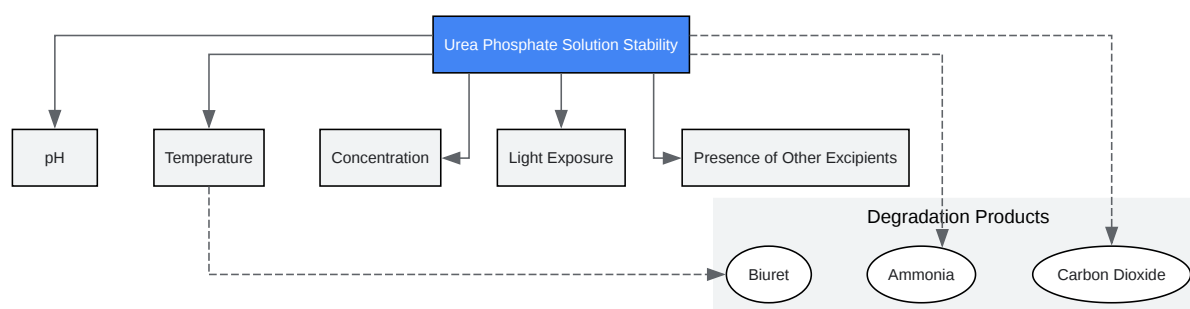 Urea Phosphate Solution Stability
pH
Temperature
Concentration
Light Exposure
Presence of Other Excipients
Degradation Products
Biuret
Ammonia
Carbon Dioxide